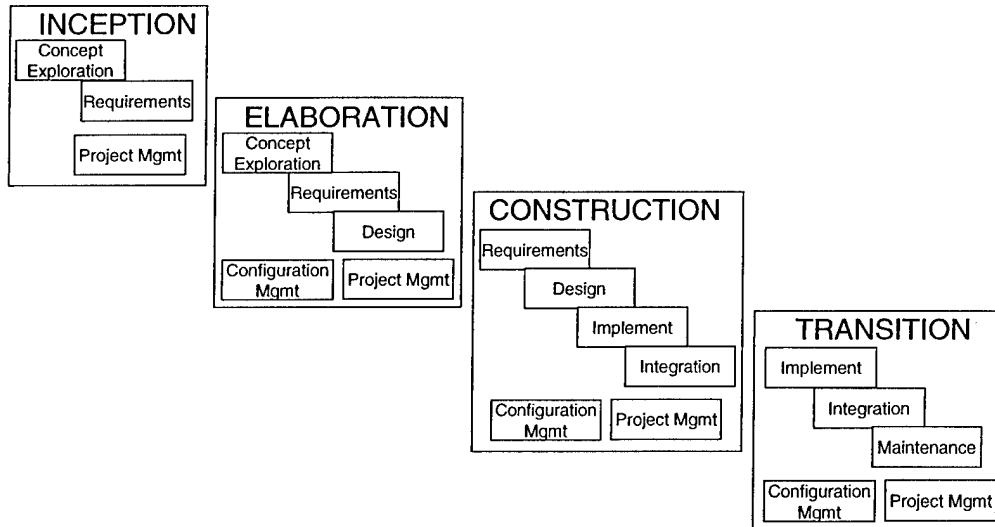 INCEPTION
Concept
Exploration
Requirements
Project Mgmt
ELABORATION
Concept
Exploration
Requirements
Design
Configuration
Mgmt
Project Mgmt
CONSTRUCTION
Requirements
Design
Implement
Integration
Configuration
Mgmt
Project Mgmt
TRANSITION
Implement
Integration
Maintenance
Configuration
Mgmt
Project Mgmt